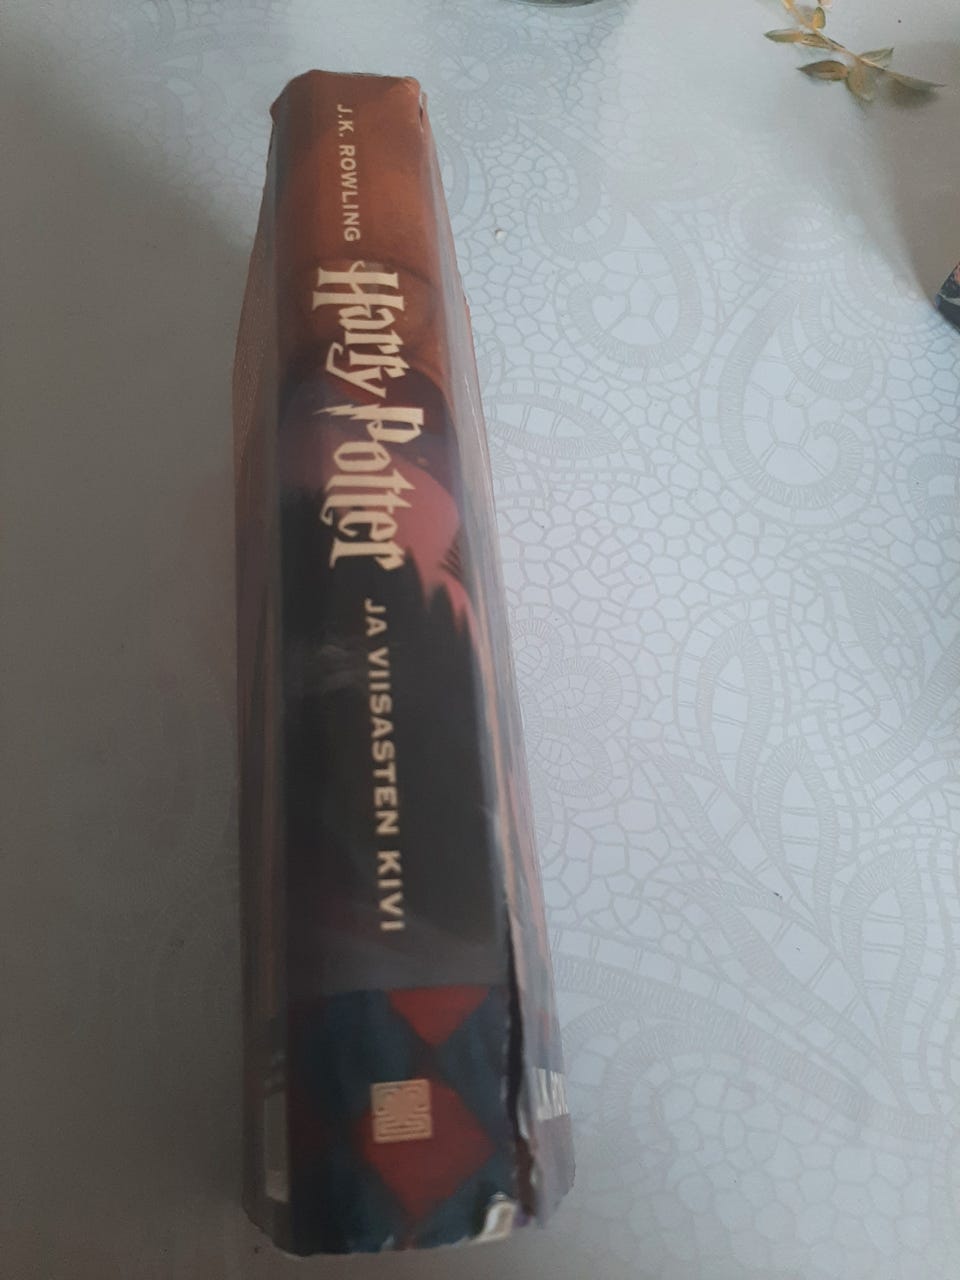 J.K. ROWLING
Harry Potter
JA VIISASTEN KIVI